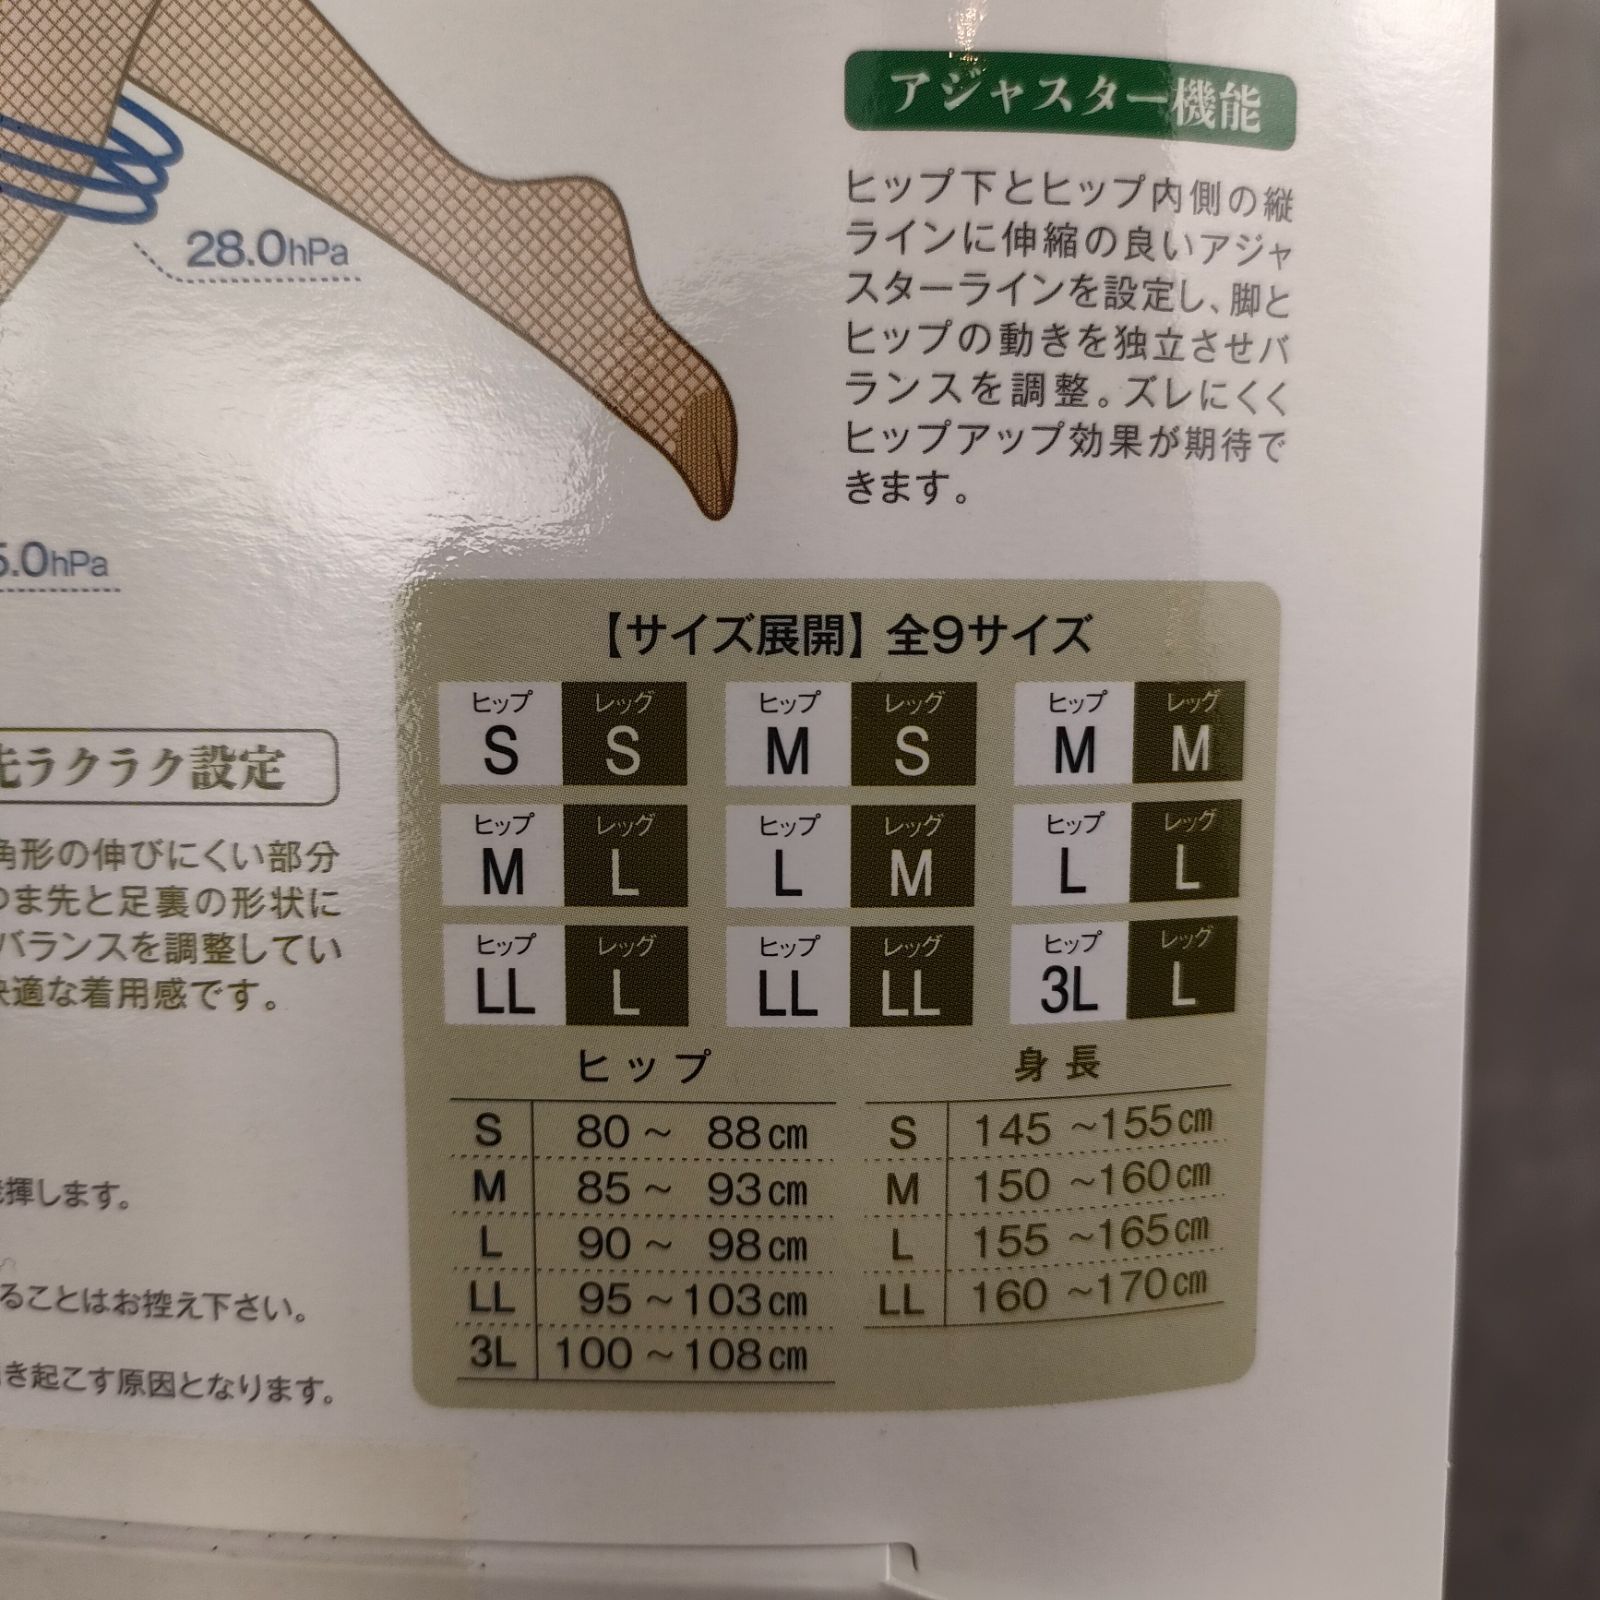 アジャスター機能
ヒップ下とヒップ内側の縦
ラインに伸縮の良いアジャ
スターラインを設定し、脚と
ヒップの動きを独立させバ
ランスを調整。ズレにくく
ヒップアップ効果が期待で
きます。
28.0hPa
5.0hPa
先ラクラク設定
角形の伸びにくい部分
つま先と足裏の形状に
バランスを調整してい
快適な着用感です。
発揮します。
ることはお控え下さい。
き起こす原因となります。
【サイズ展開】全9サイズ
ヒップ レッグ ヒップ レッグ ヒップ レッグ
S S M S M M
ヒップ レッグ ヒップ レッグ ヒップ レッグ
M L L M L L
ヒップ レッグ ヒップ レッグ ヒップ レッグ
LL L LL LL 3L L
ヒップ
S 80～ 88cm
M 85～ 93cm
L 90～ 98cm
LL 95～103cm
3L 100～108cm
身長
S 145～155cm
M 150～160cm
L 155～165cm
LL 160～170cm